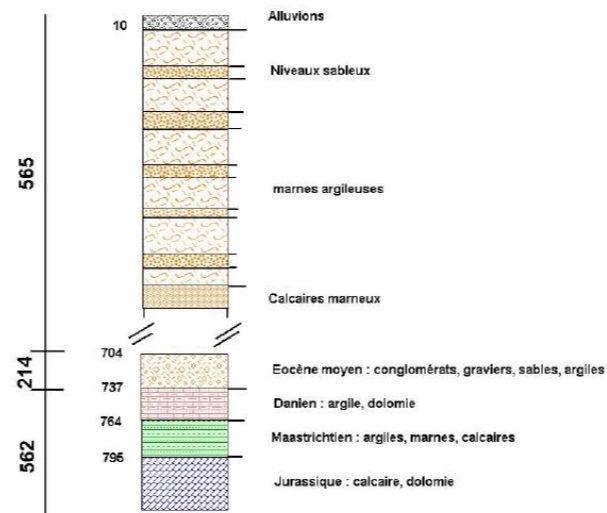 Alluvions
10
Niveaux sableux
565
marnes argileuses
Calcaires marneux
704
Eocène moyen : conglomérats, graviers, sables, argiles
214
737
Danien : argile, dolomie
764
Maastrichtien : argiles, marnes, calcaires
562
796
Jurassique : calcaire, dolomie